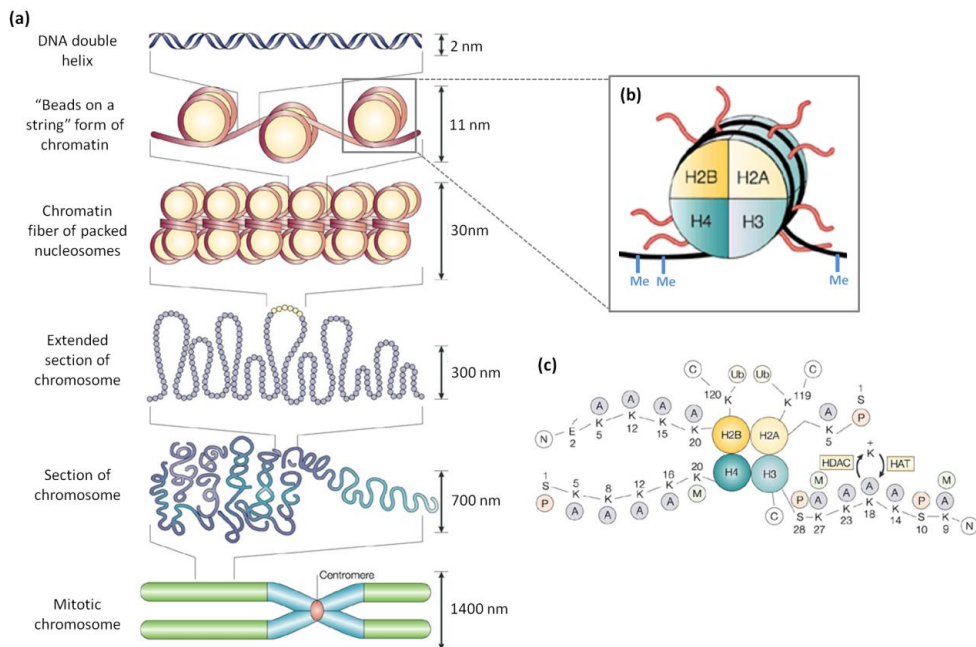 (a)
DNA double
helix
2 nm
“Beads on a
string” form of
chromatin
11 nm
Chromatin
fiber of packed
nucleosomes
30nm
Extended
section of
chromosome
300 nm
Section of
chromosome
700 nm
Mitotic
chromosome
Centromere
1400 nm
(b)
H2B H2A
H4 H3
Me Me Me
(c)
C Ub Ub C
120 K K 119
1
S
P
A A A A
N E K K K K
2 5 12 15 20
H2B H2A
A
K
5
H4 H3
+
K
HDAC HAT
1 5 8 12 16 20
S K K K K K
P A A A A M
C
M M
P A A A A P A
S K K K K S K N
28 27 23 18 14 10 9